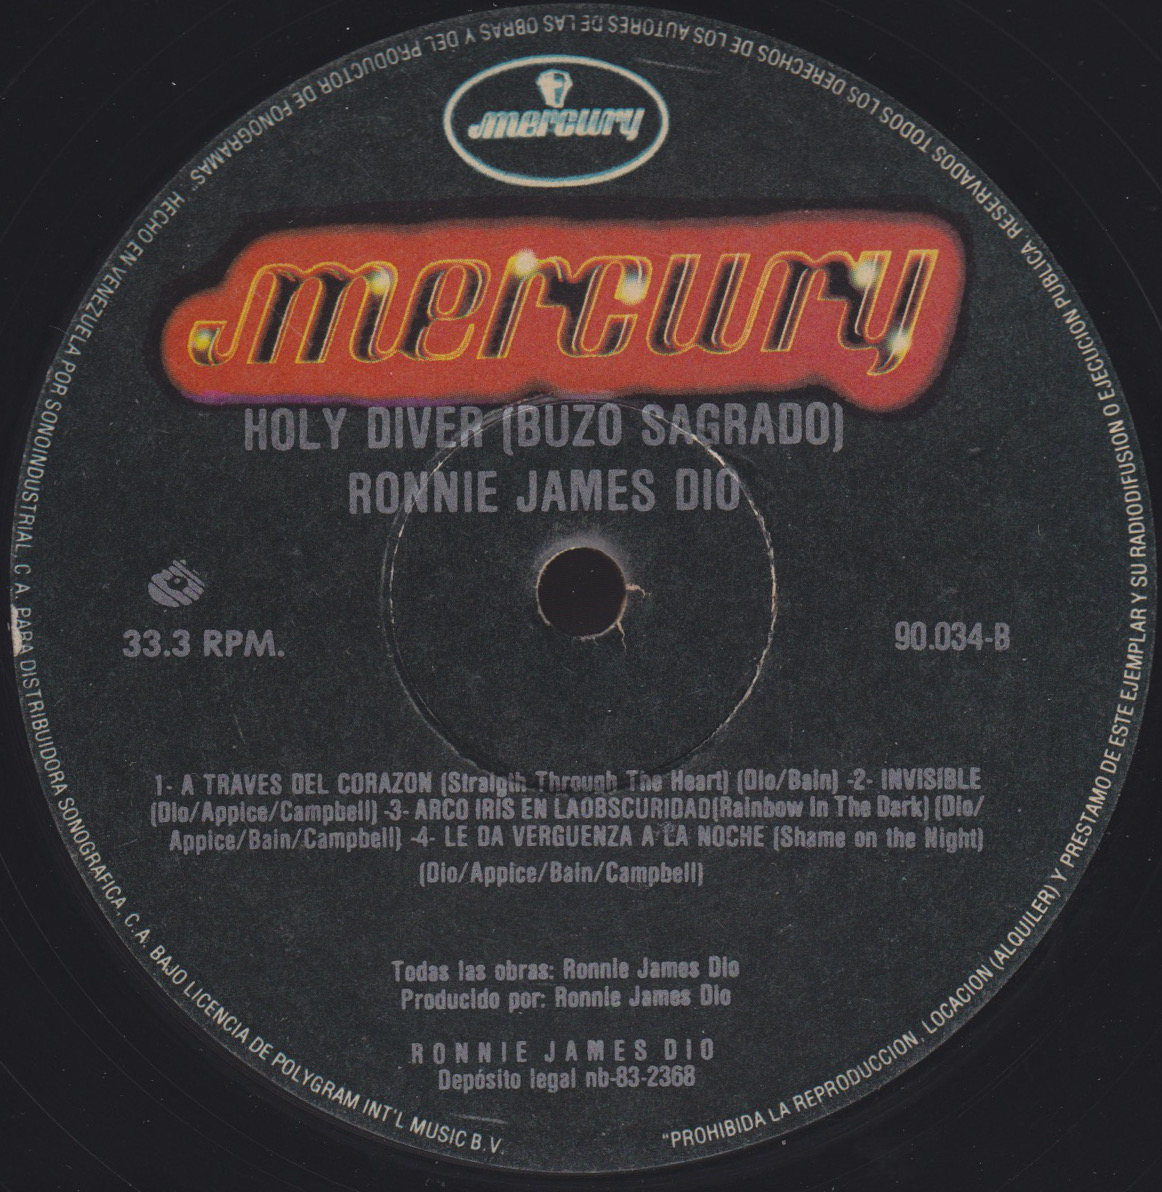 mercury
mercury
HOLY DIVER (BUZO SAGRADO)
RONNIE JAMES DIO
33.3 RPM.
90.034-B
1- A TRAVES DEL CORAZON (Straigth Through The Heart) (Dio/Bain) -2- INVISIBLE
(Dio/Appice/Campbell) -3- ARCO IRIS EN LAOBSCURIDAD(Rainbow In The Dark) (Dio/
Appice/Bain/Campbell) -4- LE DA VERGUENZA A LA NOCHE (Shame on the Night)
(Dio/Appice/Bain/Campbell)
Todas las obras: Ronnie James Dio
Producido por: Ronnie James Dio
RONNIE JAMES DIO
Depósito legal nb-83-2368
"PROHIBIDA LA REPRODUCCION, LOCACION (ALQUILER) Y PRESTAMO DE ESTE EJEMPLAR Y SU RADIODIFUSION O EJECUCION PUBLICA, RESERVADOS TODOS LOS DERECHOS DE LOS AUTORES DE LAS OBRAS Y DEL PRODUCTOR DE FONOGRAMAS". HECHO EN VENEZUELA POR SONOINDUSTRIAL, C.A. PARA DISTRIBUIDORA SONOGRAFICA, C.A. BAJO LICENCIA DE POLYGRAM INT'L MUSIC B.V.